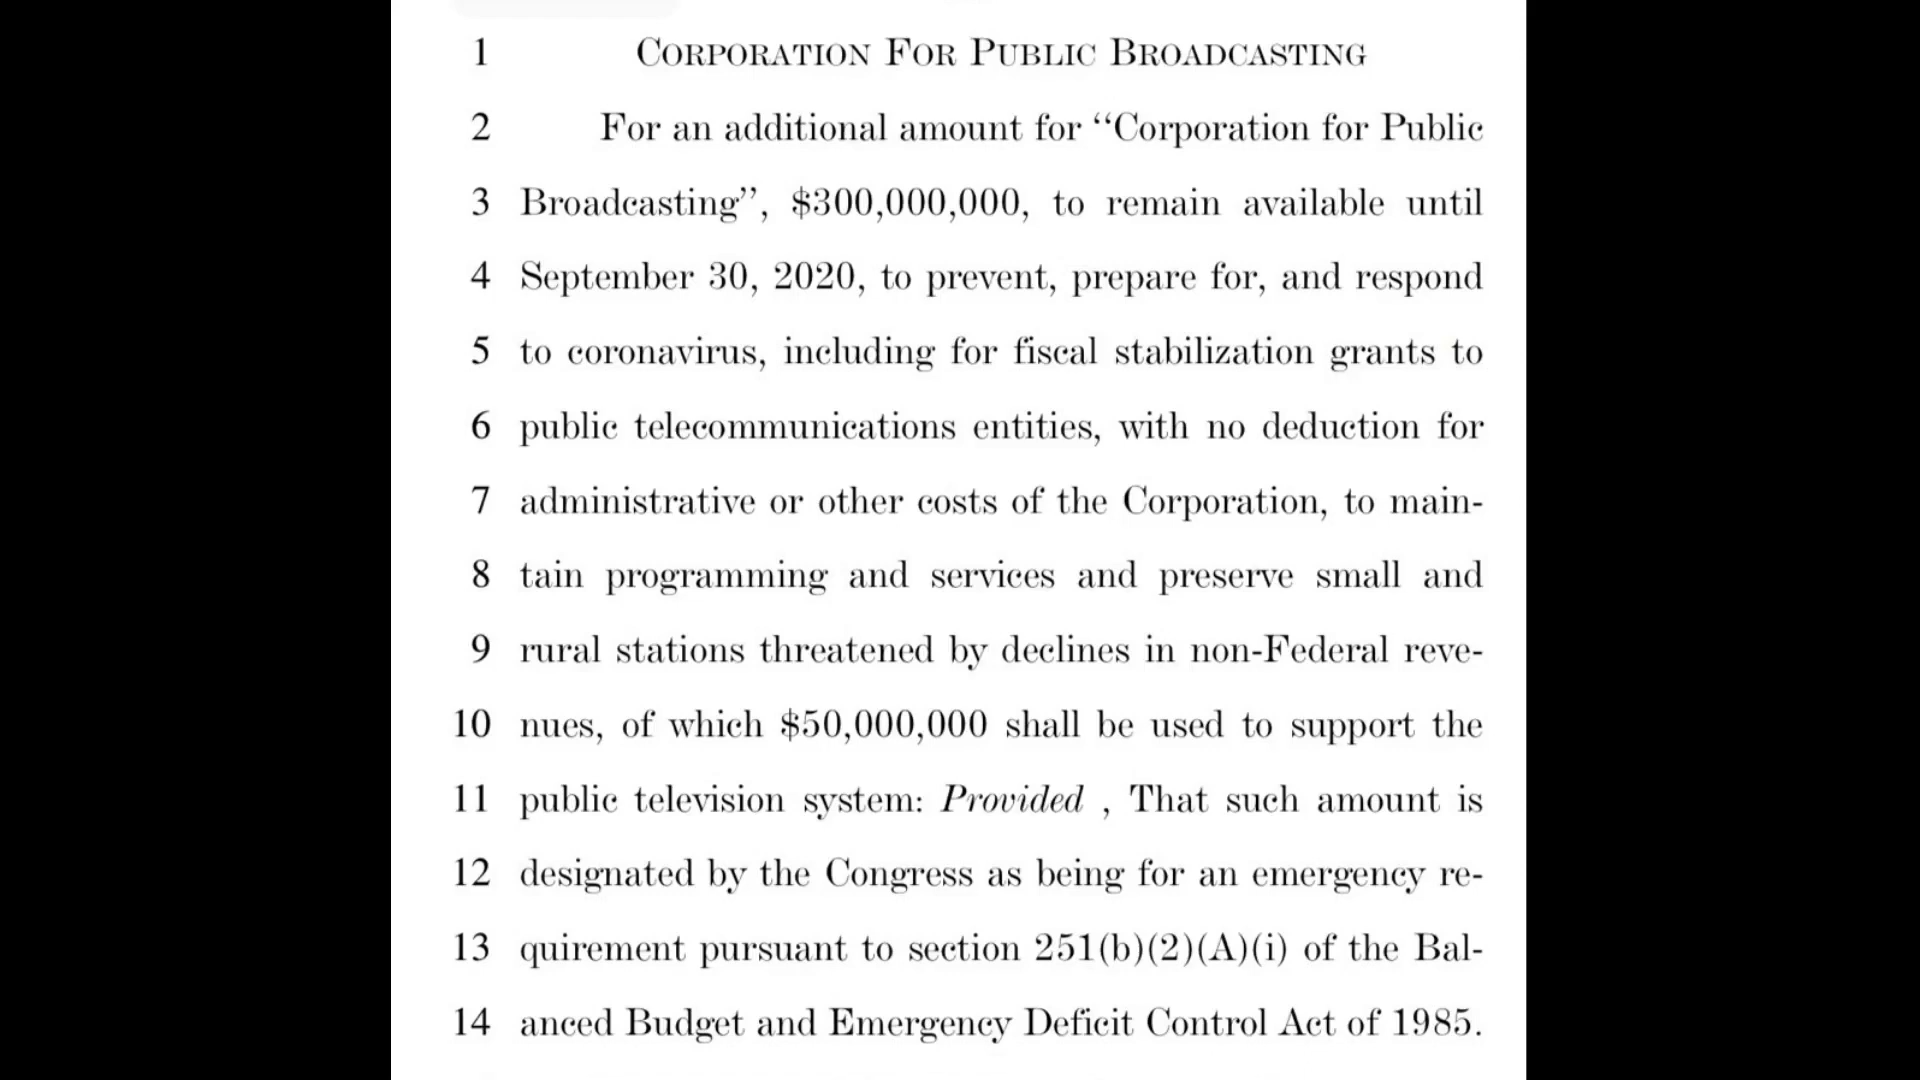 1 CORPORATION FOR PUBLIC BROADCASTING
2 For an additional amount for ‘‘Corporation for Public
3 Broadcasting’’, $300,000,000, to remain available until
4 September 30, 2020, to prevent, prepare for, and respond
5 to coronavirus, including for fiscal stabilization grants to
6 public telecommunications entities, with no deduction for
7 administrative or other costs of the Corporation, to main-
8 tain programming and services and preserve small and
9 rural stations threatened by declines in non-Federal reve-
10 nues, of which $50,000,000 shall be used to support the
11 public television system: Provided , That such amount is
12 designated by the Congress as being for an emergency re-
13 quirement pursuant to section 251(b)(2)(A)(i) of the Bal-
14 anced Budget and Emergency Deficit Control Act of 1985.